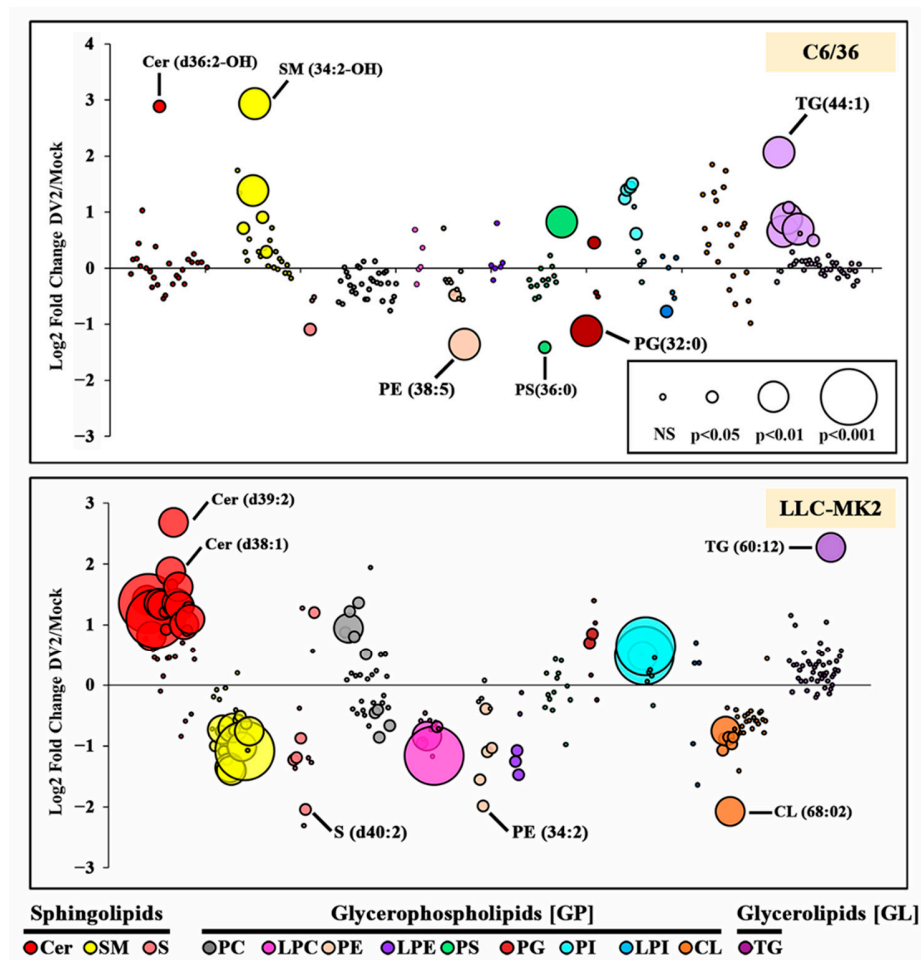 C6/36
Log2 Fold Change DV2/Mock
4
3
2
1
0
−1
−2
−3
Cer (d36:2-OH)
SM (34:2-OH)
TG(44:1)
PE (38:5)
PS(36:0)
PG(32:0)
NS p<0.05 p<0.01 p<0.001
LLC-MK2
Log2 Fold Change DV2/Mock
3
2
1
0
−1
−2
−3
Cer (d39:2)
Cer (d38:1)
TG (60:12)
S (d40:2)
PE (34:2)
CL (68:02)
Sphingolipids Glycerophospholipids [GP] Glycerolipids [GL]
Cer SM S PC LPC PE LPE PS PG PI LPI CL TG